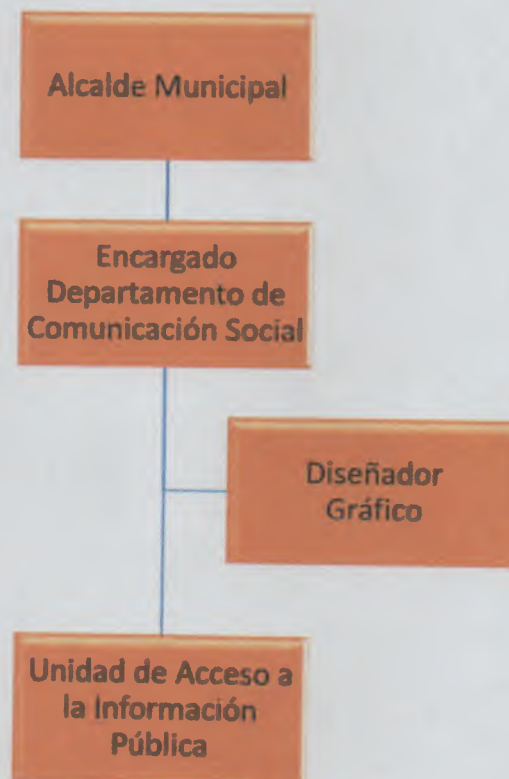 Alcalde Municipal
Encargado
Departamento de
Comunicación Social
Diseñador
Gráfico
Unidad de Acceso a
la Información
Pública